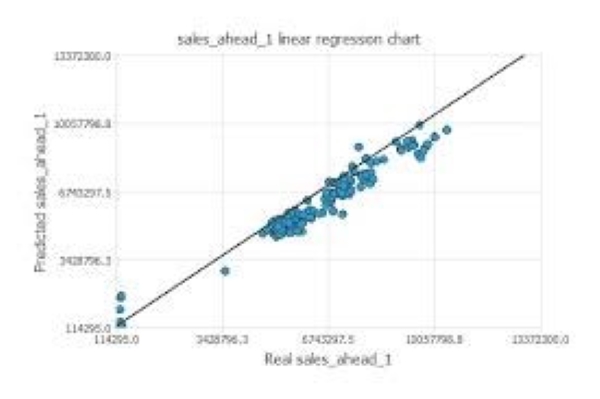 sales_ahead_1 linear regression chart
13372300.0
10057798.8
6743297.5
3428796.3
114295.0
Predicted sales_ahead_1
114295.0 3428796.3 6743297.5 10057798.8 13372300.0
Real sales_ahead_1